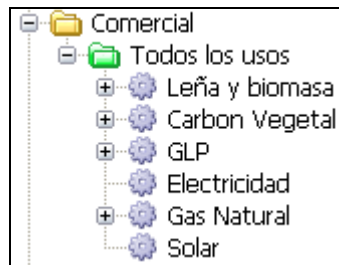 Comercial
Todos los usos
Leña y biomasa
Carbon Vegetal
GLP
Electricidad
Gas Natural
Solar